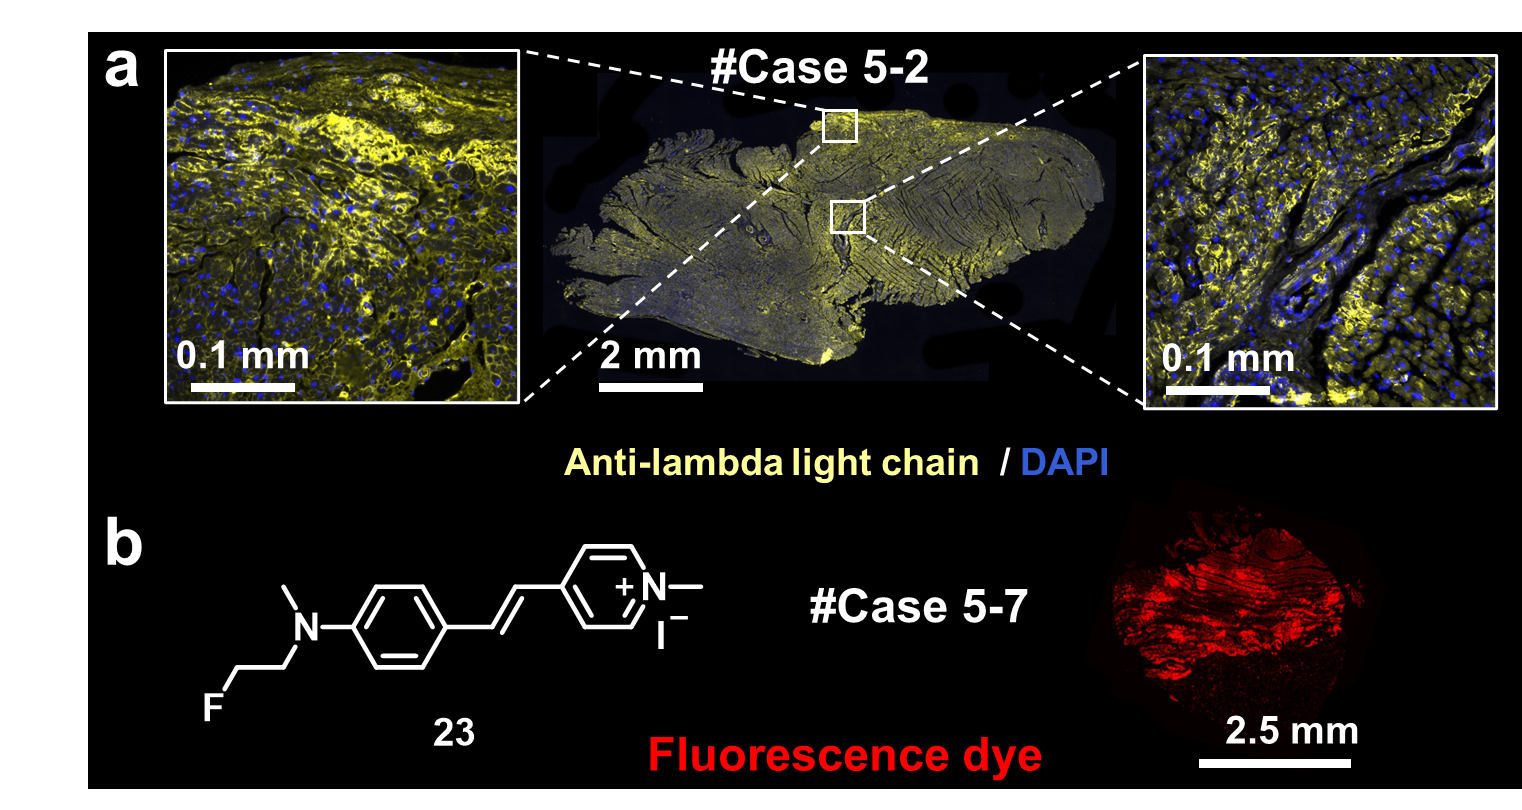 a
#Case 5-2
0.1 mm
2 mm
0.1 mm
Anti-lambda light chain / DAPI
b
N
+
N
I−
F
23
#Case 5-7
2.5 mm
Fluorescence dye